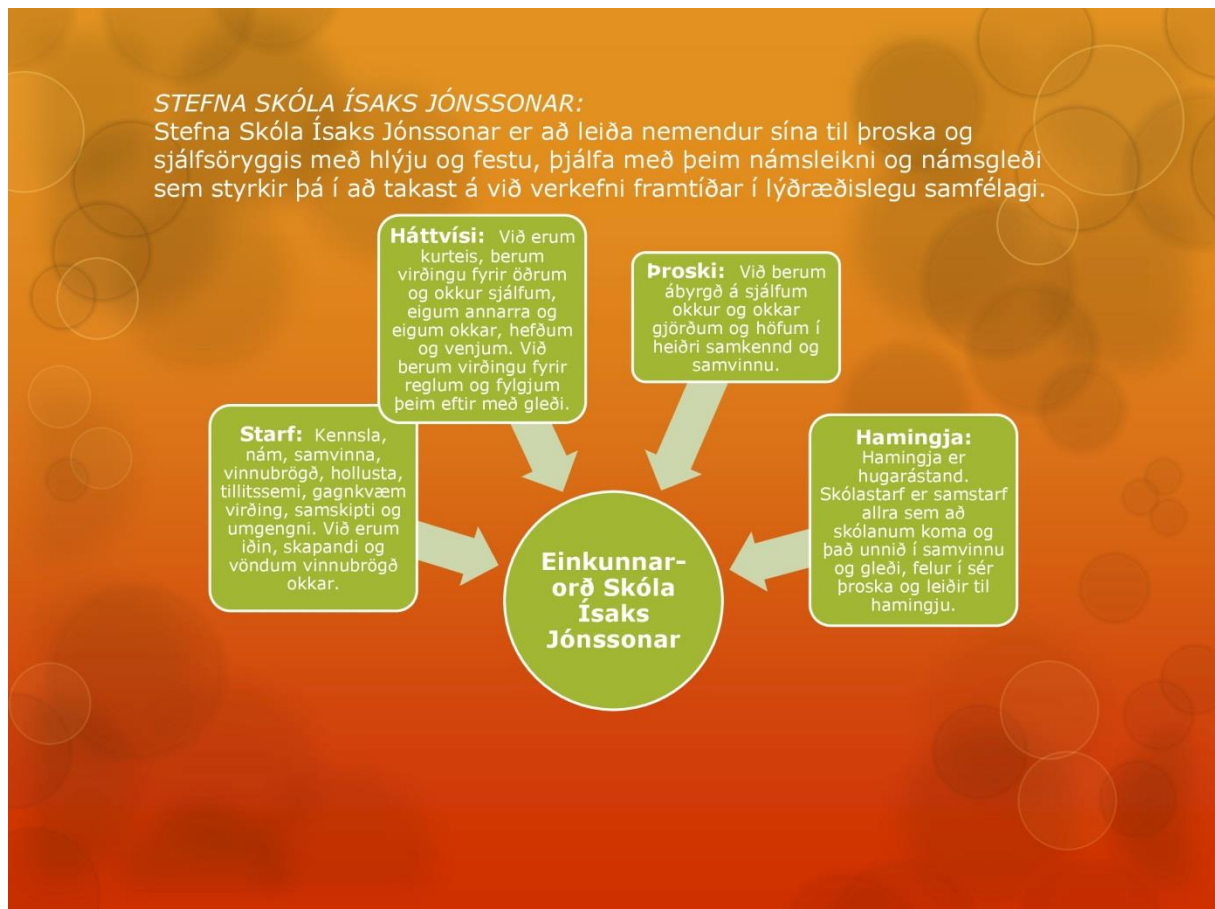 STEFNA SKÓLA ÍSAKS JÓNSSONAR:
Stefna Skóla Ísaks Jónssonar er að leiða nemendur sína til þroska og
sjálfsöryggis með hlýju og festu, þjálfa með þeim námsleikni og námsgleði
sem styrkir þá í að takast á við verkefni framtíðar í lýðræðislegu samfélagi.
Starf: Kennsla,
nám, samvinna,
vinnubrögð, hollusta,
tillitssemi, gagnkvæm
virðing, samskipti og
umgengni. Við erum
iðin, skapandi og
vöndum vinnubrögð
okkar.
Háttvísi: Við erum
kurteis, berum
virðingu fyrir öðrum
og okkur sjálfum,
eigum annarra og
eigum okkar, hefðum
og venjum. Við
berum virðingu fyrir
reglum og fylgjum
þeim eftir með gleði.
Þroski: Við berum
ábyrgð á sjálfum
okkur og okkar
gjörðum og höfum í
heiðri samkennd og
samvinnu.
Hamingja:
Hamingja er
hugarástand.
Skólastarf er samstarf
allra sem að
skólanum koma og
það unnið í samvinnu
og gleði, felur í sér
þroska og leiðir til
hamingju.
Einkunnar-
orð Skóla
Ísaks
Jónssonar